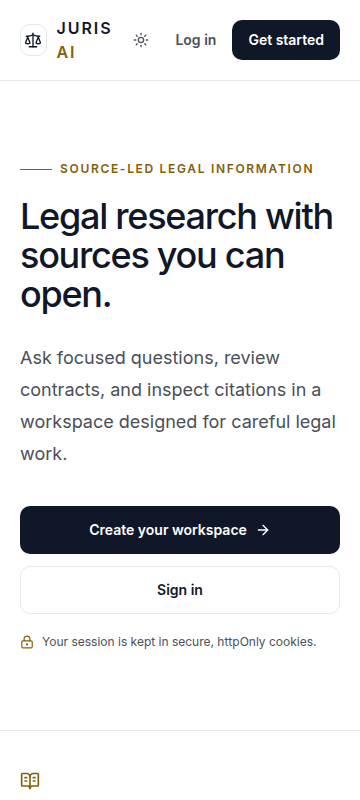 JURIS
AI
Log in
Get started
SOURCE-LED LEGAL INFORMATION
Legal research with
sources you can
open.
Ask focused questions, review
contracts, and inspect citations in a
workspace designed for careful legal
work.
Create your workspace
Sign in
Your session is kept in secure, httpOnly cookies.